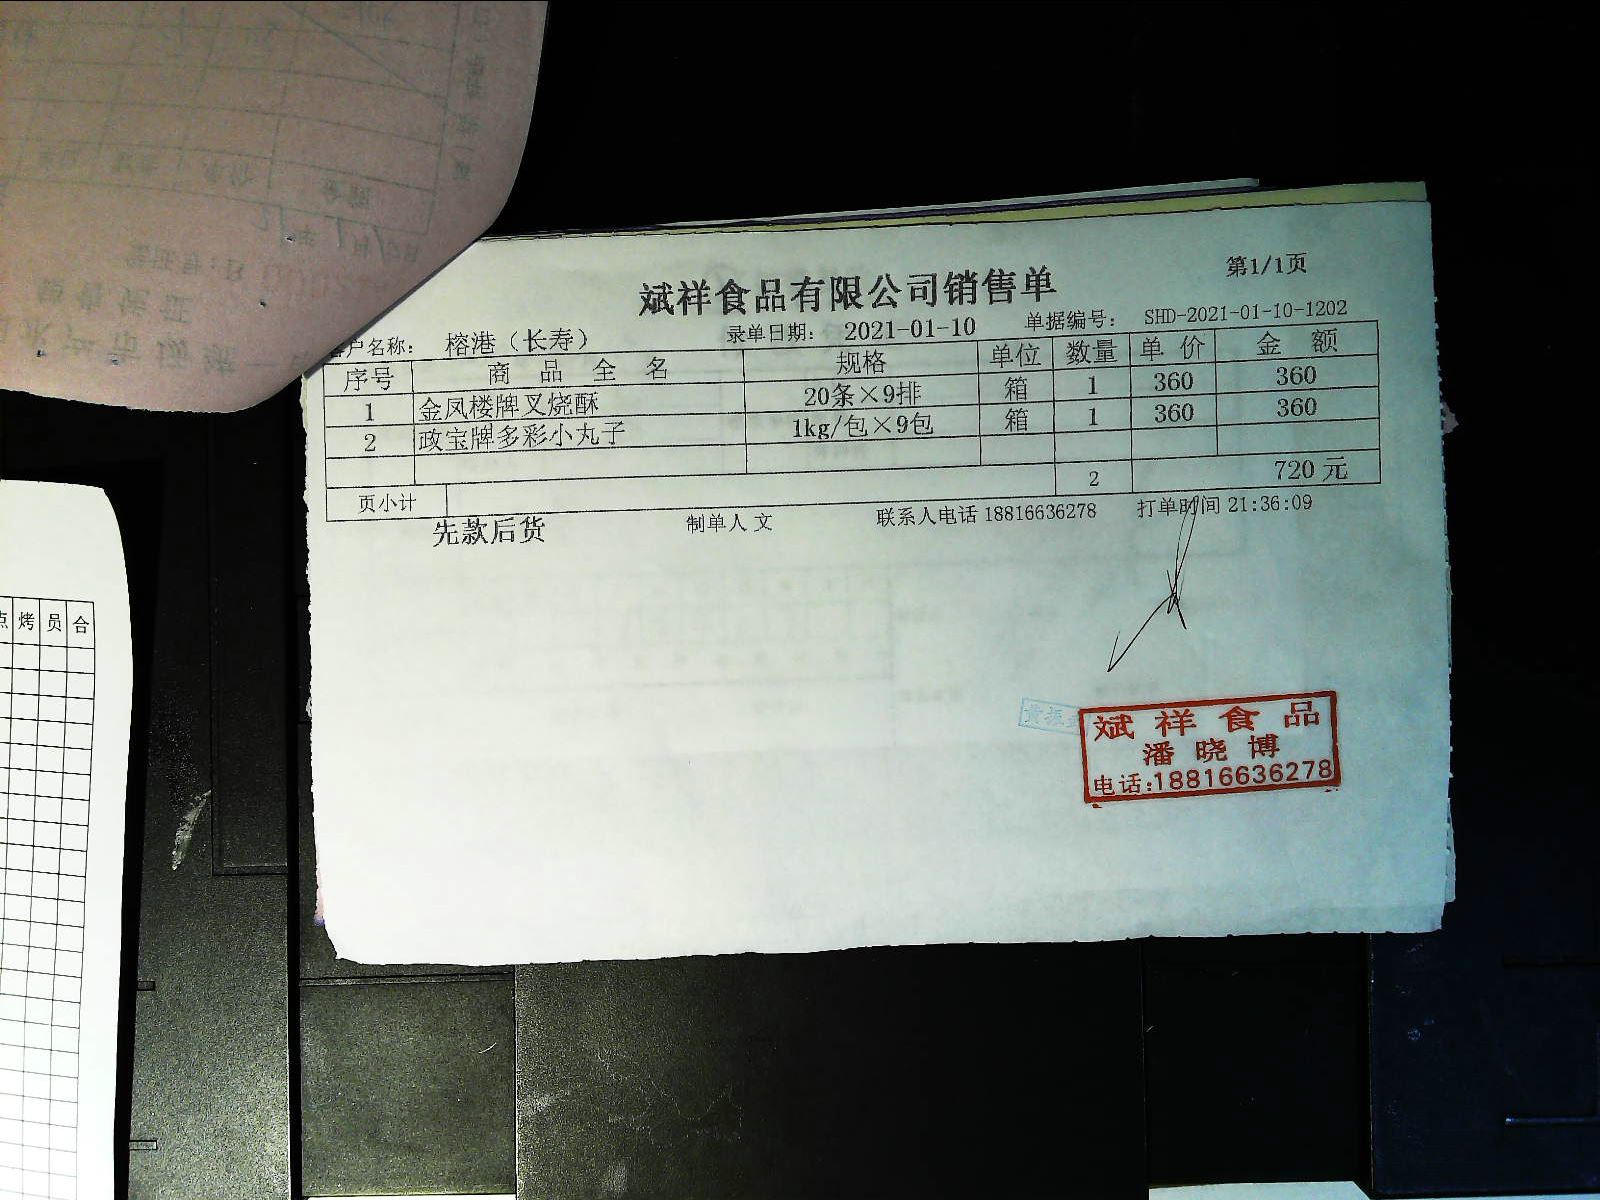 第1/1页
斌祥食品有限公司销售单
户名称: 榕港（长寿） 录单日期: 2021-01-10 单据编号: SHD-2021-01-10-1202
序号 商品全名 规格 单位 数量 单价 金额
1 金凤楼牌叉烧酥 20条×9排 箱 1 360 360
2 政宝牌多彩小丸子 1kg/包×9包 箱 1 360 360
页小计 2 720元
先款后货 制单人 文 联系人电话 18816636278 打单时间 21:36:09
斌祥食品
潘晓博
电话:18816636278
烤 员 合